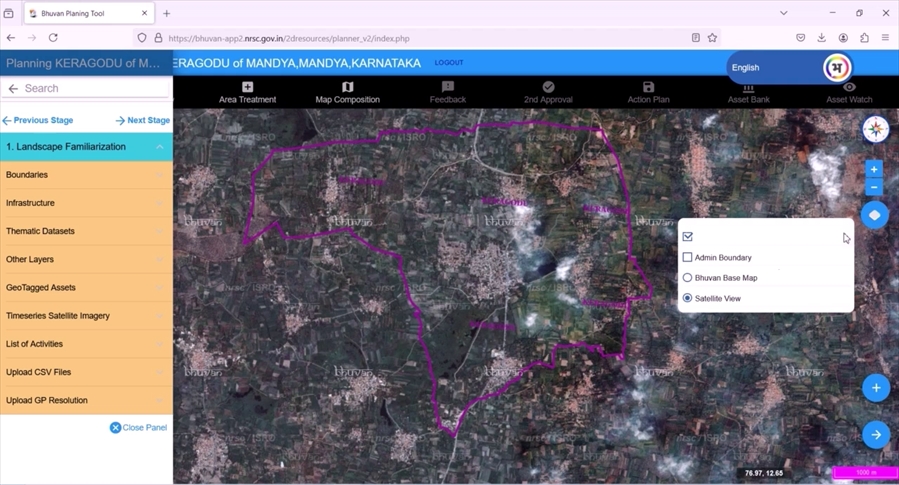 Bhuvan Planing Tool
https://bhuvan-app2.nrsc.gov.in/2dresources/planner_v2/index.php
Planning KERAGODU of M...
KERAGODU of MANDYA,MANDYA,KARNATAKA
LOGOUT
English
Search
Area Treatment
Map Composition
Feedback
2nd Approval
Action Plan
Asset Bank
Asset Watch
Previous Stage
Next Stage
1. Landscape Familiarization
Boundaries
Infrastructure
Thematic Datasets
Other Layers
GeoTagged Assets
Timeseries Satellite Imagery
List of Activities
Upload CSV Files
Upload GP Resolution
Close Panel
Admin Boundary
Bhuvan Base Map
Satellite View
76.97, 12.65
1000 m